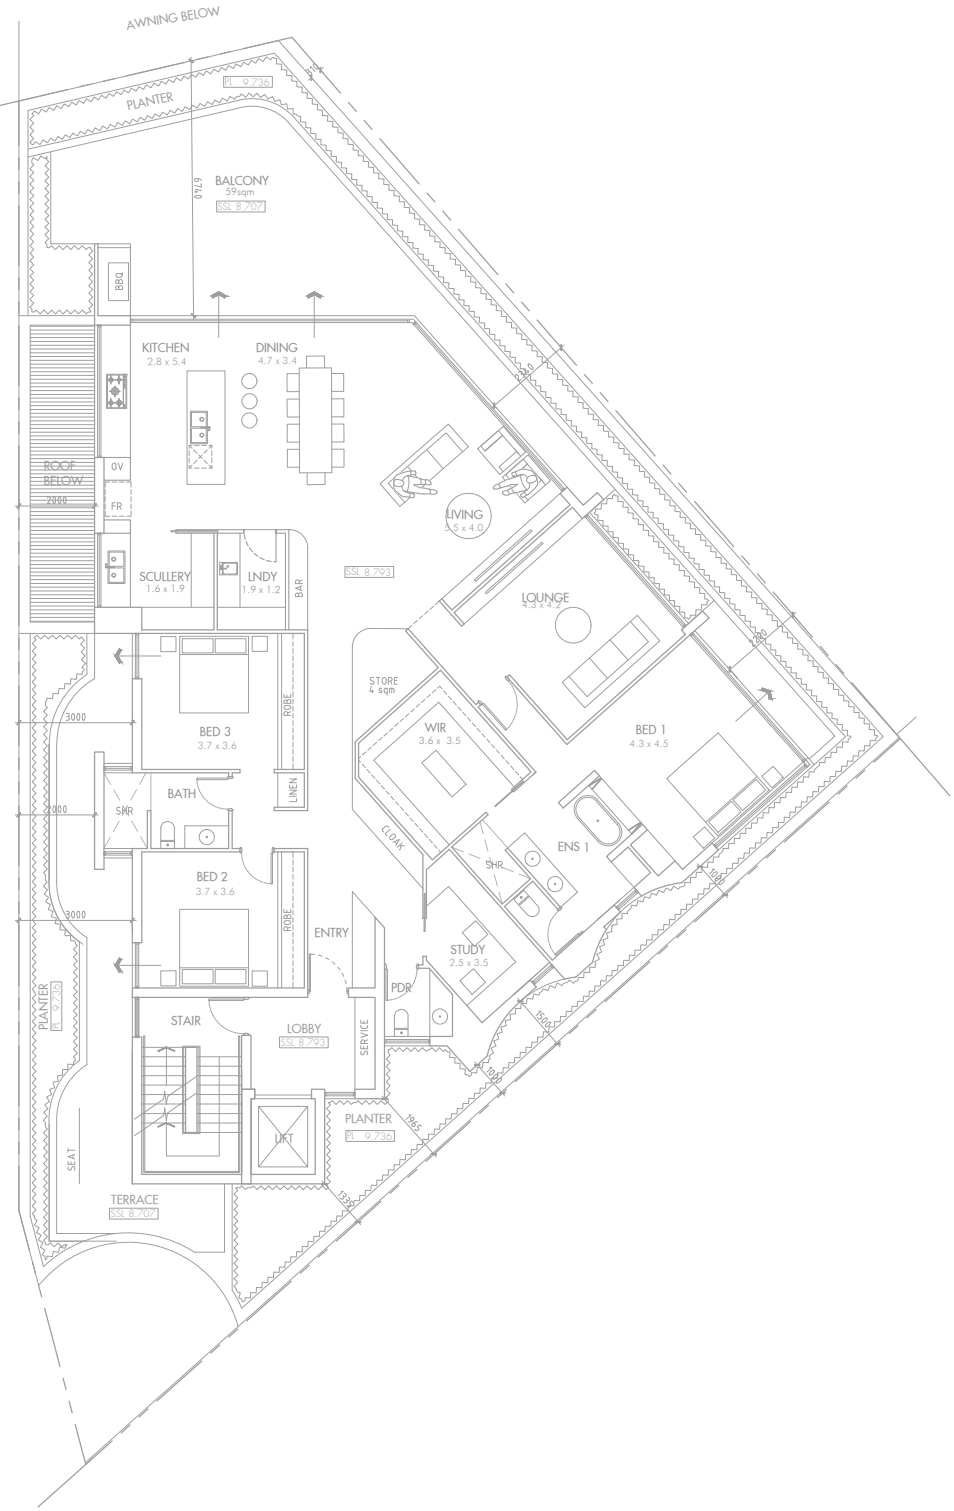 AWNING BELOW
810
PL 9.736
PLANTER
BALCONY
59sqm
SSL 8.707
6740
BBQ
KITCHEN
2.8 x 5.4
DINING
4.7 x 3.4
2240
ROOF
BELOW
2000
OV
FR
LIVING
5.5 x 4.0
SCULLERY
1.6 x 1.9
LNDY
1.9 x 1.2
BAR
SSL 8.793
LOUNGE
4.3 x 4.2
2200
STORE
4 sqm
ROBE
3000
BED 3
3.7 x 3.6
WIR
3.6 x 3.5
BED 1
4.3 x 4.5
BATH
LINEN
2000
SHR
CLOAK
ENS 1
SHR
BED 2
3.7 x 3.6
1000
3000
ROBE
ENTRY
STUDY
2.5 x 3.5
PLANTER
PL 9.736
PDR
STAIR
LOBBY
SSL 8.793
SERVICE
1500
1000
PLANTER
PL 9.736
1965
LIFT
SEAT
TERRACE
SSL 8.707